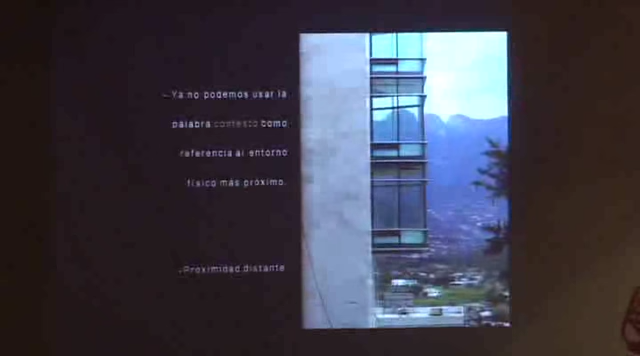 -Ya no podemos usar la
palabra contexto como
referencia al entorno
físico más próximo.
-Proximidad distante